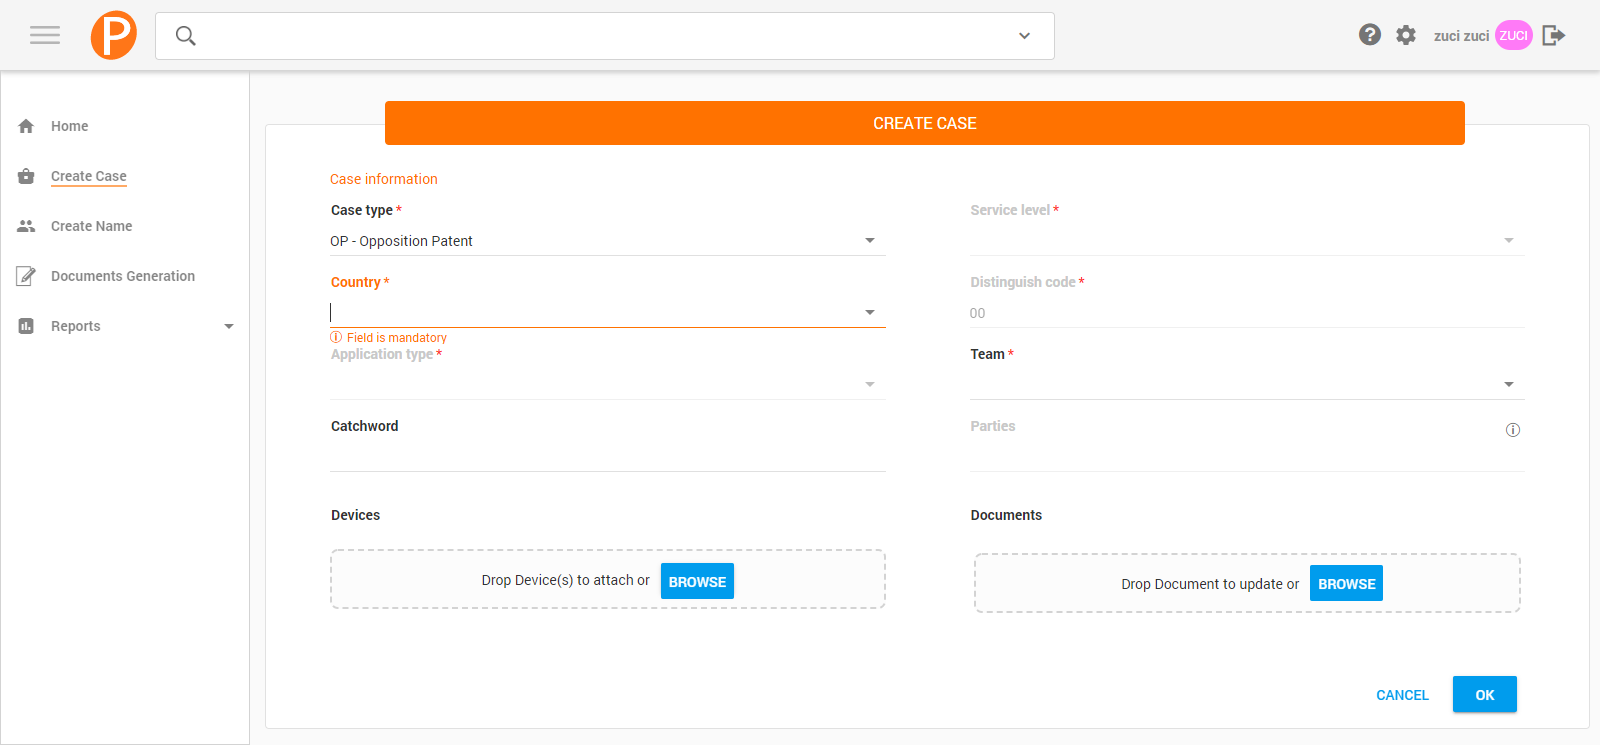 P
zuci zuci ZUCI
Home
Create Case
Create Name
Documents Generation
Reports
CREATE CASE
Case information
Case type *
OP - Opposition Patent
Service level *
Country *
Field is mandatory
Distinguish code *
00
Application type *
Team *
Catchword
Parties
Devices
Drop Device(s) to attach or BROWSE
Documents
Drop Document to update or BROWSE
CANCEL OK